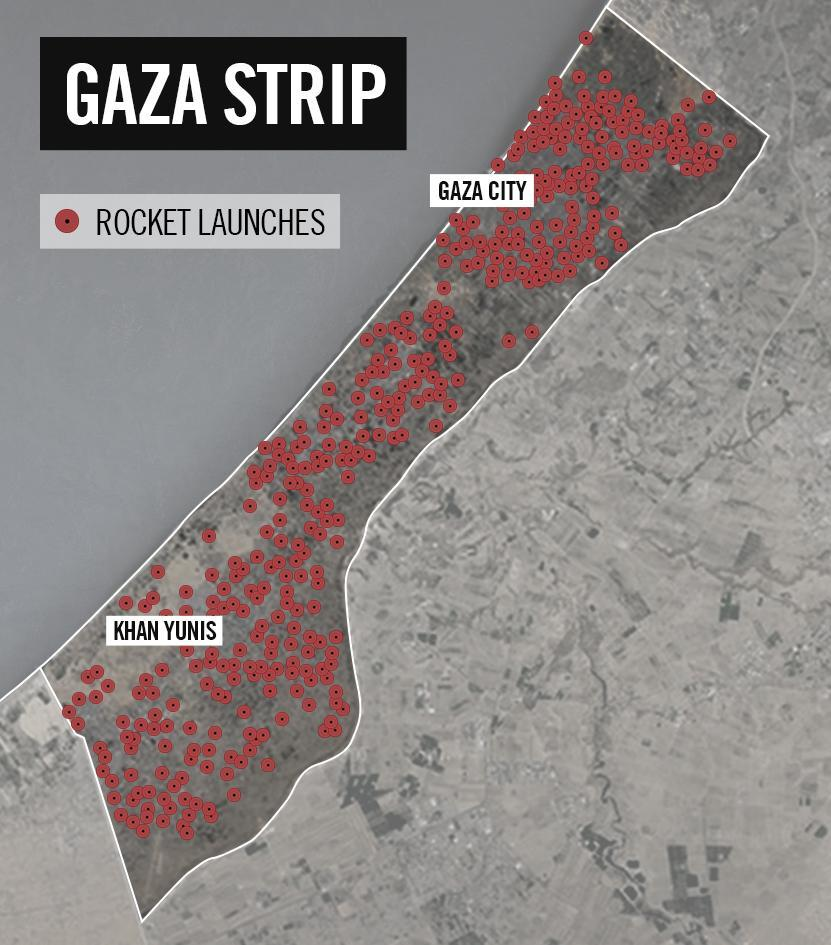 GAZA STRIP
ROCKET LAUNCHES
GAZA CITY
KHAN YUNIS